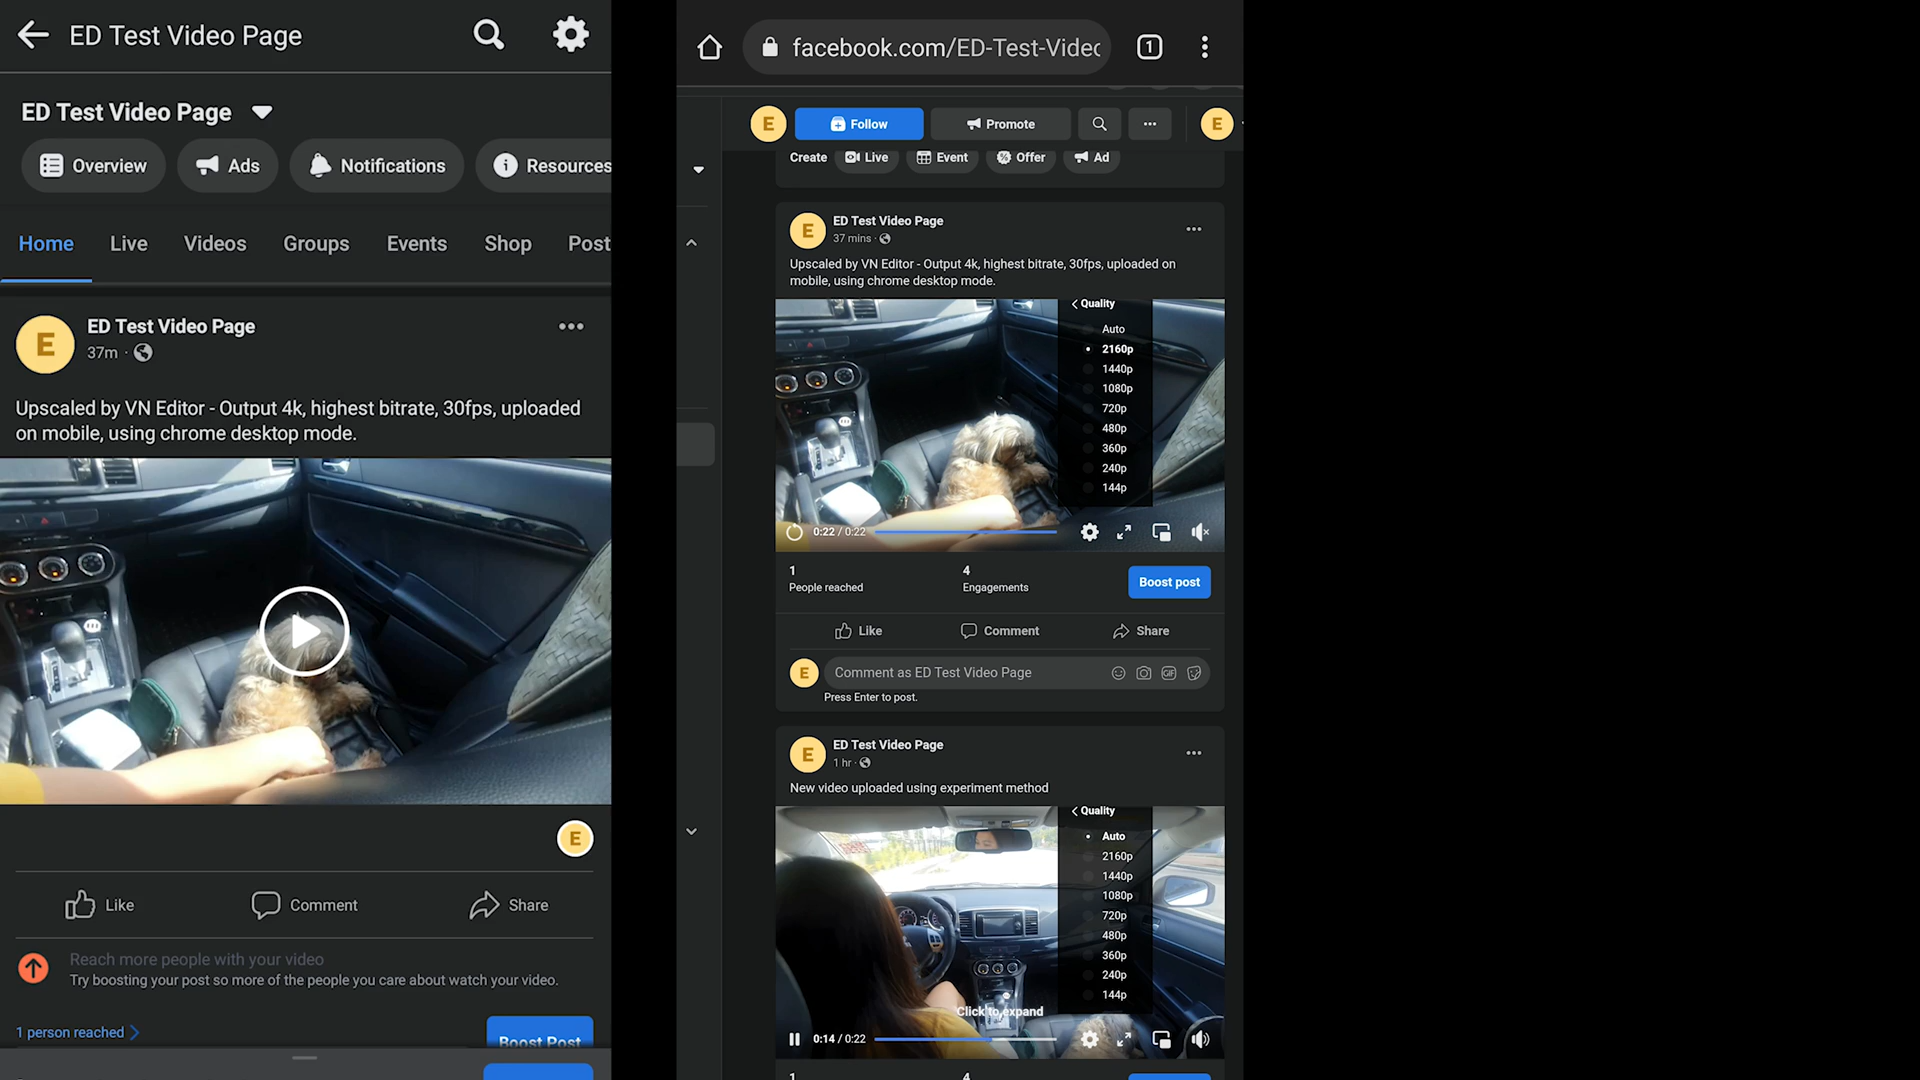 ED Test Video Page
ED Test Video Page
Overview
Ads
Notifications
Resources
Home
Live
Videos
Groups
Events
Shop
Post
E
ED Test Video Page
37m ·
Upscaled by VN Editor - Output 4k, highest bitrate, 30fps, uploaded
on mobile, using chrome desktop mode.
E
Like
Comment
Share
Reach more people with your video
Try boosting your post so more of the people you care about watch your video.
1 person reached
Boost Post
1
facebook.com/ED-Test-Video
E
Follow
Promote
E
Create
Live
Event
Offer
Ad
E
ED Test Video Page
37 mins ·
Upscaled by VN Editor - Output 4k, highest bitrate, 30fps, uploaded on
mobile, using chrome desktop mode.
Quality
Auto
2160p
1440p
1080p
720p
480p
360p
240p
144p
0:22 / 0:22
1
People reached
4
Engagements
Boost post
Like
Comment
Share
E
Comment as ED Test Video Page
GIF
Press Enter to post.
E
ED Test Video Page
1 hr ·
New video uploaded using experiment method
Quality
Auto
2160p
1440p
1080p
720p
480p
360p
240p
144p
Click to expand
0:14 / 0:22
1
4